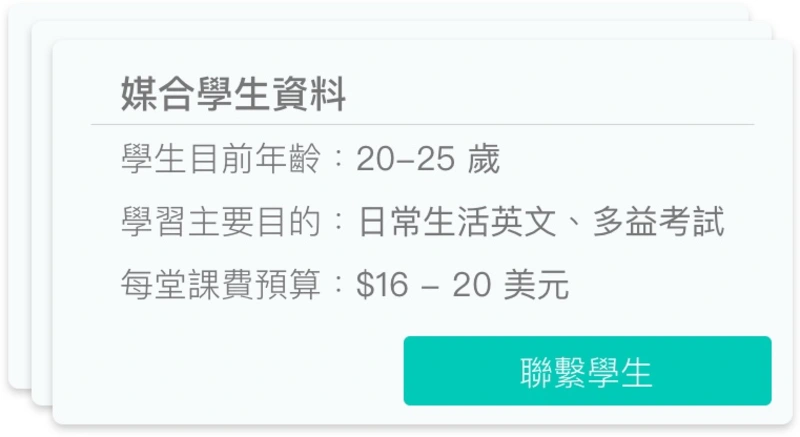 媒合學生資料
學生目前年齡：20–25 歲
學習主要目的：日常生活英文、多益考試
每堂課費預算：$16 – 20 美元
聯繫學生